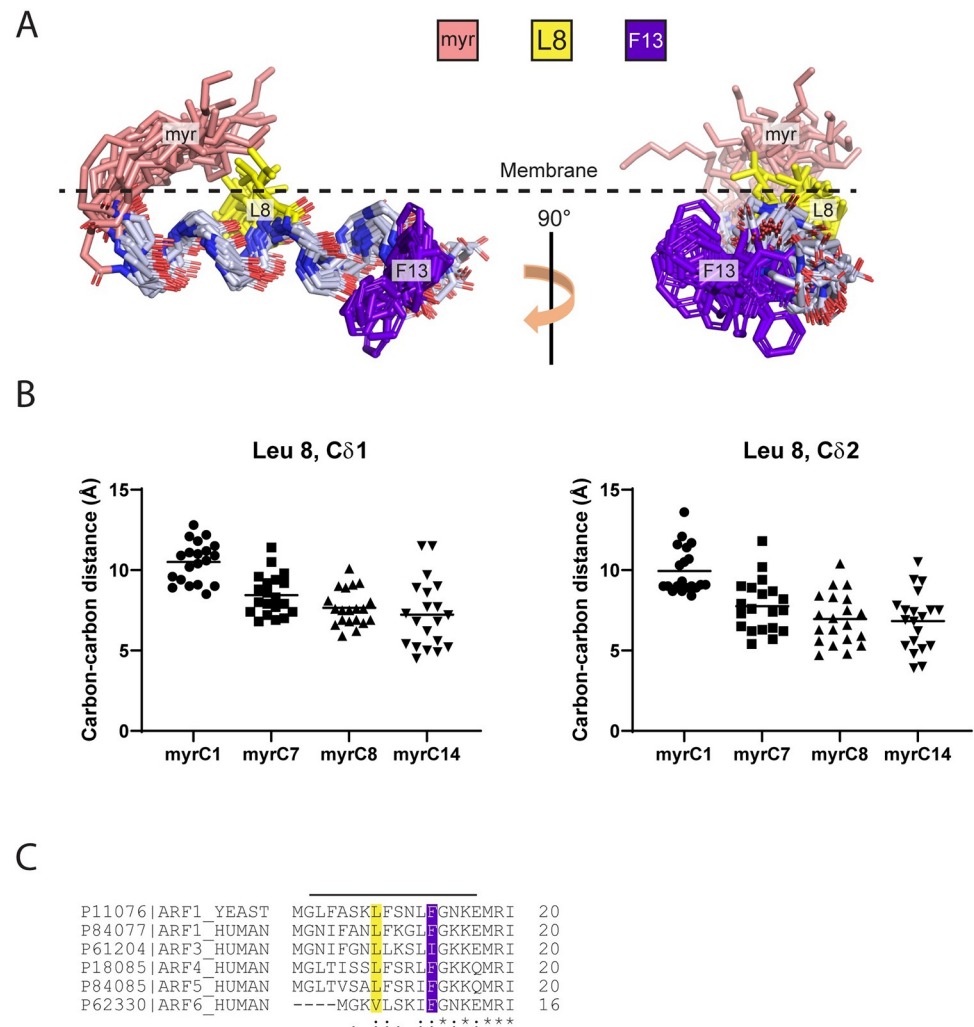 A
myr L8 F13
myr
Membrane
myr
L8
90°
L8
F13
F13
B
Leu 8, Cδ1
Leu 8, Cδ2
Carbon-carbon distance (Å)
15
10
5
0
myrC1 myrC7 myrC8 myrC14
Carbon-carbon distance (Å)
15
10
5
0
myrC1 myrC7 myrC8 myrC14
C
P11076|ARF1_YEAST MGLFASKLFSNLFGNKEMRI 20
P84077|ARF1_HUMAN MGNIFANLFKGLFGKKEMRI 20
P61204|ARF3_HUMAN MGNIFGNLLKSLIGKKEMRI 20
P18085|ARF4_HUMAN MGLTISSLFSRLFGKKQMRI 20
P84085|ARF5_HUMAN MGLTVSALFSRIFGKKQMRI 20
P62330|ARF6_HUMAN ----MGKVLSKIFGNKEMRI 16
. :: ::*:*:***